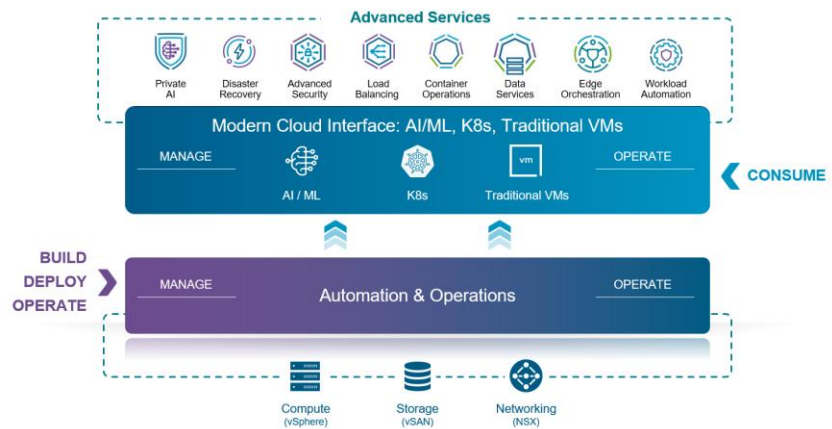 Advanced Services
Private
AI
Disaster
Recovery
Advanced
Security
Load
Balancing
Container
Operations
Data
Services
Edge
Orchestration
Workload
Automation
Modern Cloud Interface: AI/ML, K8s, Traditional VMs
MANAGE
OPERATE
vm
AI / ML
K8s
Traditional VMs
CONSUME
BUILD
DEPLOY
OPERATE
MANAGE
Automation & Operations
OPERATE
Compute
(vSphere)
Storage
(vSAN)
Networking
(NSX)